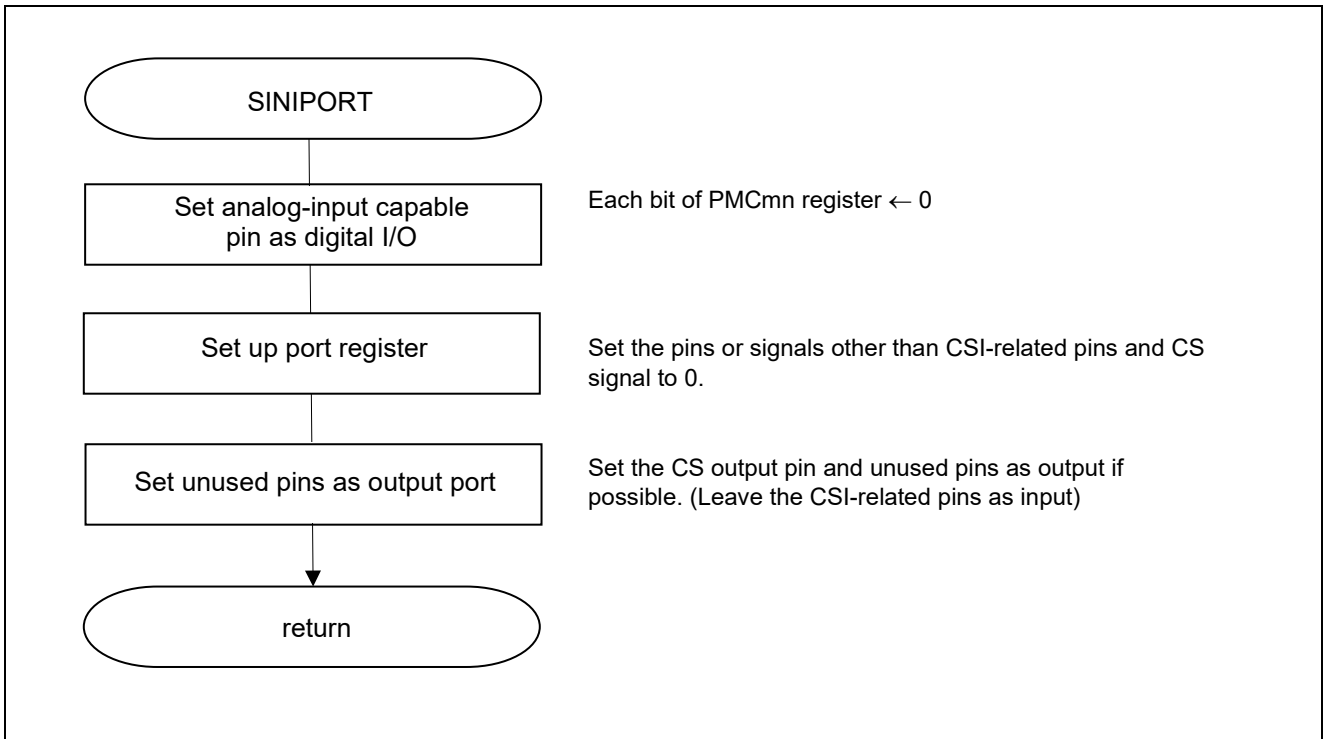 SINIPORT
Set analog-input capable
pin as digital I/O
Each bit of PMCmn register ← 0
Set up port register
Set the pins or signals other than CSI-related pins and CS
signal to 0.
Set unused pins as output port
Set the CS output pin and unused pins as output if
possible. (Leave the CSI-related pins as input)
return